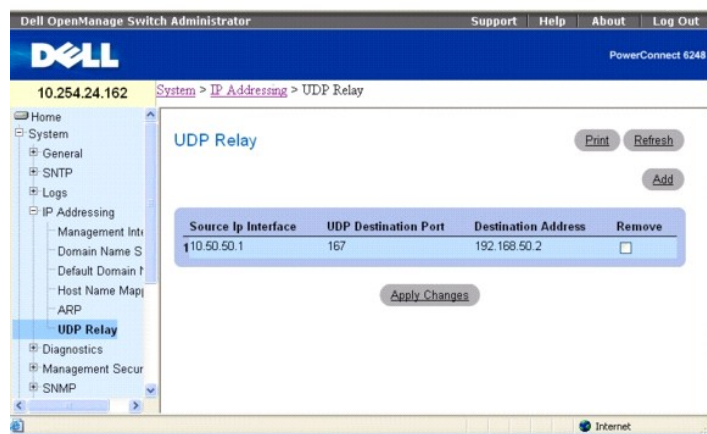 Dell OpenManage Switch Administrator Support Help About Log Out
DELL
PowerConnect 6248
10.254.24.162
System > IP Addressing > UDP Relay
Home
System
General
SNTP
Logs
IP Addressing
Management Inte
Domain Name S
Default Domain N
Host Name Mapp
ARP
UDP Relay
Diagnostics
Management Secur
SNMP
UDP Relay
Print Refresh
Add
Source Ip Interface UDP Destination Port Destination Address Remove
1 10.50.50.1 167 192.168.50.2
Apply Changes
Internet